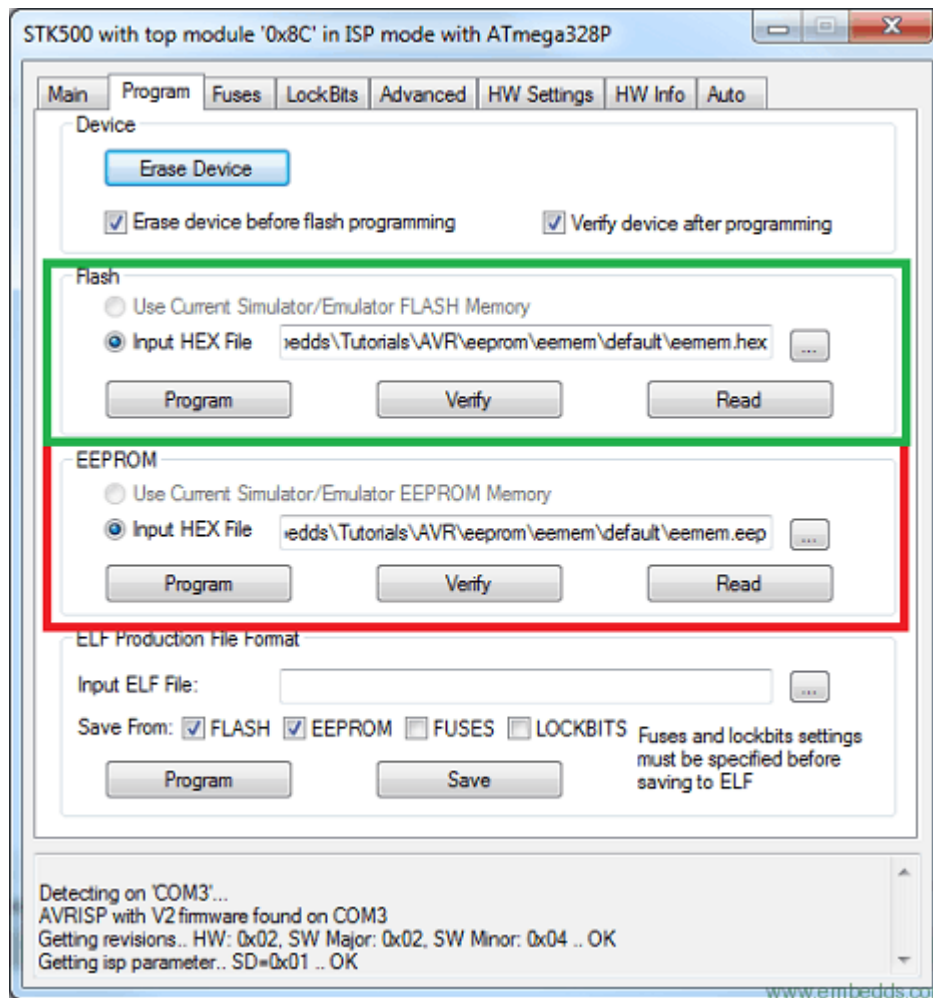 STK500 with top module '0x8C' in ISP mode with ATmega328P
Main Program Fuses LockBits Advanced HW Settings HW Info Auto
Device
Erase Device
Erase device before flash programming Verify device after programming
Flash
Use Current Simulator/Emulator FLASH Memory
Input HEX File edds\Tutorials\AVR\eeprom\eemem\default\eemem.hex ...
Program Verify Read
EEPROM
Use Current Simulator/Emulator EEPROM Memory
Input HEX File edds\Tutorials\AVR\eeprom\eemem\default\eemem.eep ...
Program Verify Read
ELF Production File Format
Input ELF File: ...
Save From: FLASH EEPROM FUSES LOCKBITS Fuses and lockbits settings
must be specified before
Program Save saving to ELF
Detecting on 'COM3'...
AVRISP with V2 firmware found on COM3
Getting revisions.. HW: 0x02, SW Major: 0x02, SW Minor: 0x04 .. OK
Getting isp parameter.. SD=0x01 .. OK
www.embedds.co